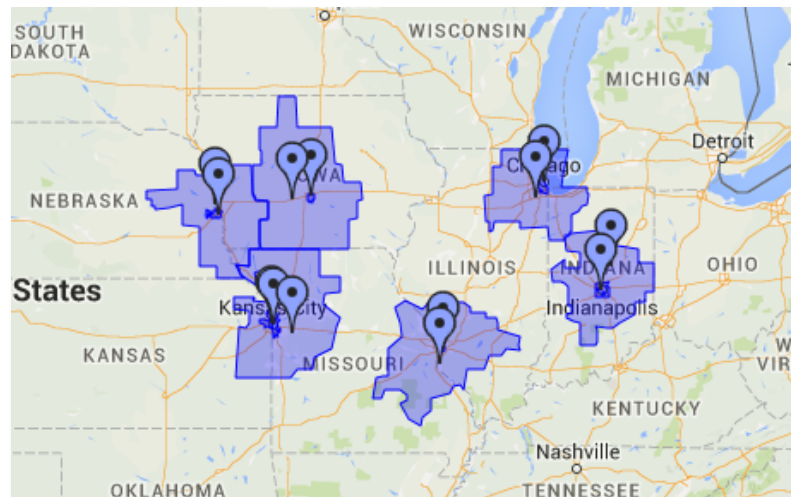 SOUTH
DAKOTA
WISCONSIN
MICHIGAN
Detroit
Chicago
IOWA
NEBRASKA
ILLINOIS
INDIANA
OHIO
States
Kansas City
Indianapolis
KANSAS
MISSOURI
W
VIR
KENTUCKY
Nashville
OKLAHOMA
TENNESSEE